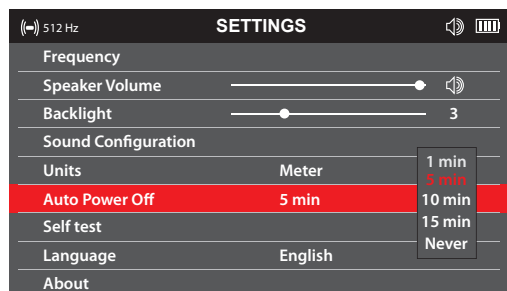 512 Hz SETTINGS
Frequency
Speaker Volume
Backlight 3
Sound Configuration
Units Meter
Auto Power Off 5 min
Self test
Language English
About
1 min
5 min
10 min
15 min
Never